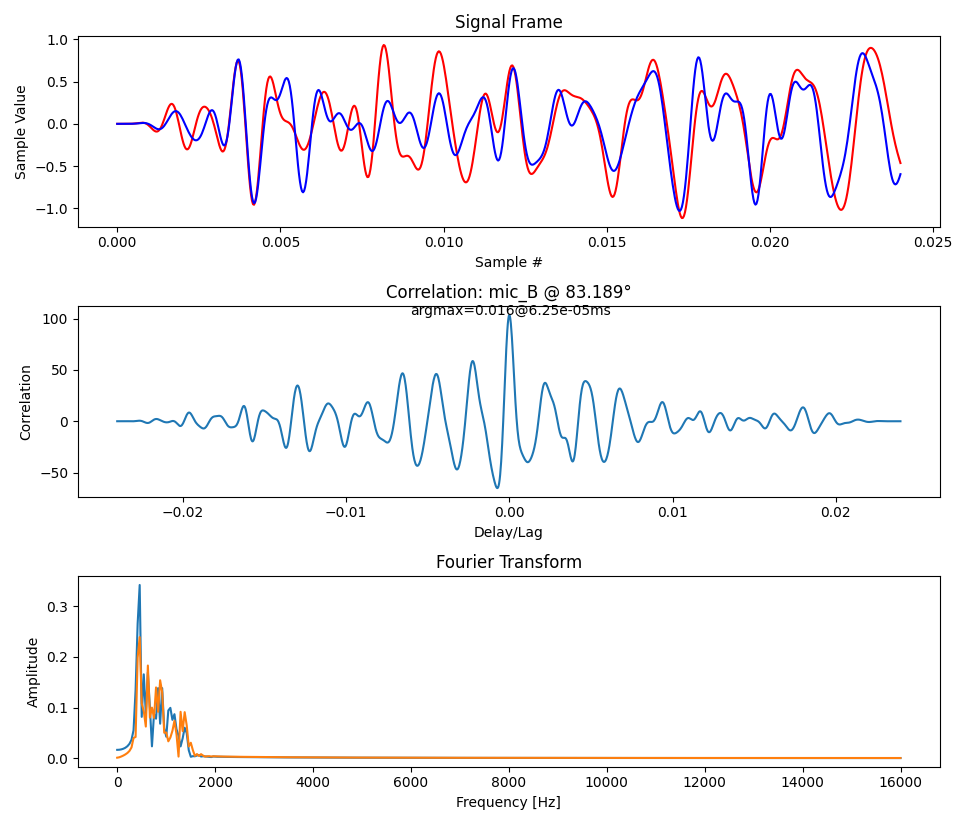 Signal Frame
1.0
0.5
0.0
−0.5
−1.0
Sample Value
0.000 0.005 0.010 0.015 0.020 0.025
Sample #
Correlation: mic_B @ 83.189°
argmax=0.016@6.25e-05ms
100
50
0
−50
Correlation
−0.02 −0.01 0.00 0.01 0.02
Delay/Lag
Fourier Transform
0.3
0.2
0.1
0.0
Amplitude
0 2000 4000 6000 8000 10000 12000 14000 16000
Frequency [Hz]